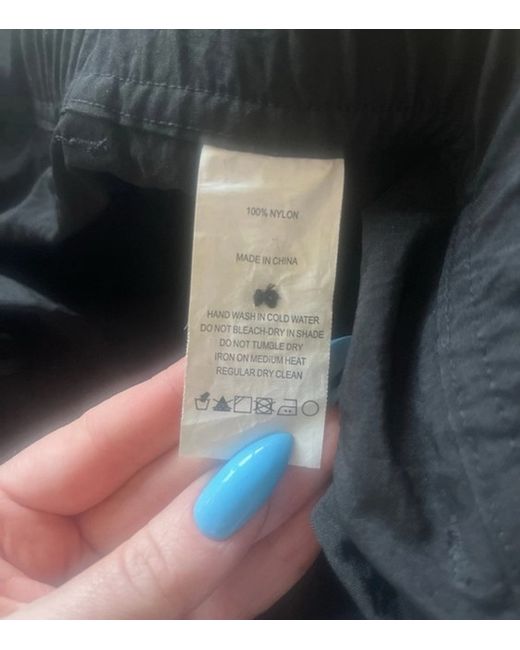 100% NYLON
MADE IN CHINA
HAND WASH IN COLD WATER
DO NOT BLEACH-DRY IN SHADE
DO NOT TUMBLE DRY
IRON ON MEDIUM HEAT
REGULAR DRY CLEAN